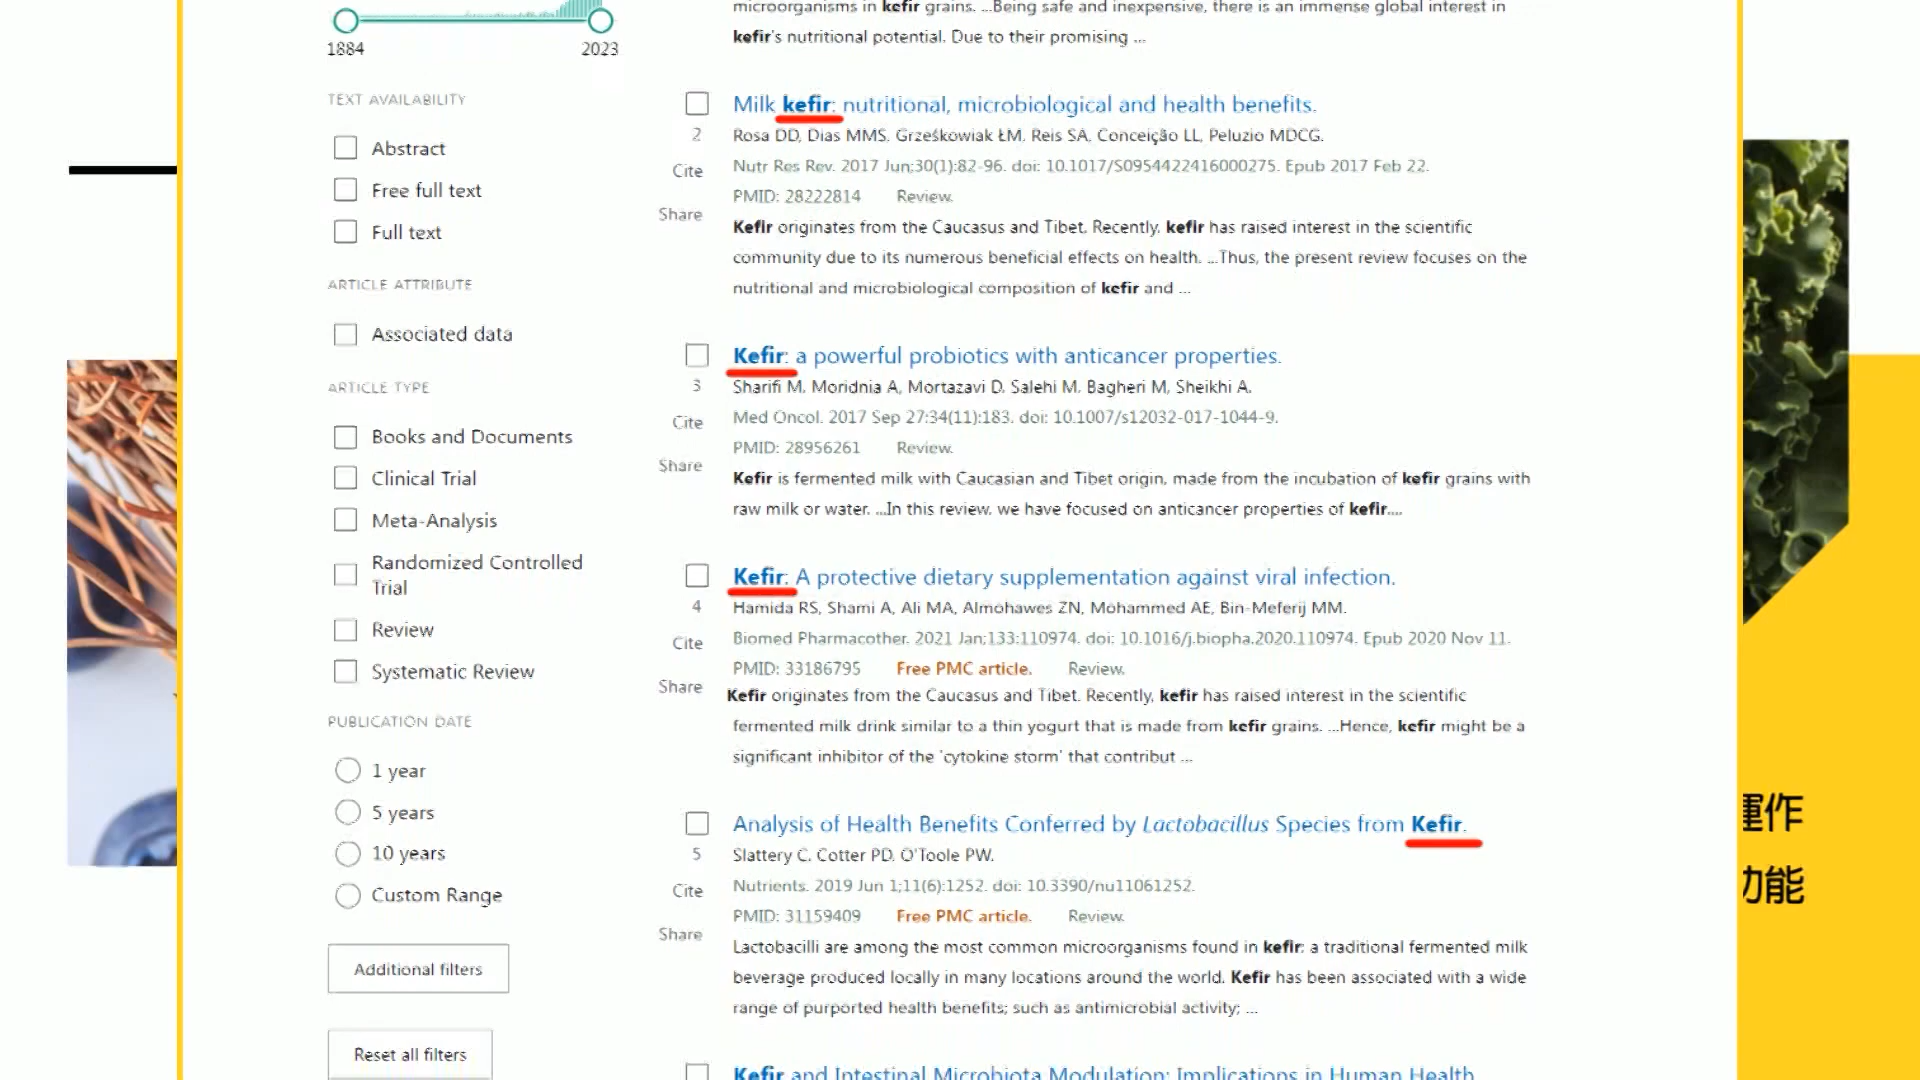 microorganisms in kefir grains. ...Being safe and inexpensive, there is an immense global interest in
kefir's nutritional potential. Due to their promising ...
1884
2023
TEXT AVAILABILITY
Abstract
Free full text
Full text
ARTICLE ATTRIBUTE
Associated data
ARTICLE TYPE
Books and Documents
Clinical Trial
Meta-Analysis
Randomized Controlled
Trial
Review
Systematic Review
PUBLICATION DATE
1 year
5 years
10 years
Custom Range
Additional filters
Reset all filters
Milk kefir: nutritional, microbiological and health benefits.
2
Cite
Share
Rosa DD, Dias MMS, Grześkowiak ŁM, Reis SA, Conceição LL, Peluzio MDCG.
Nutr Res Rev. 2017 Jun;30(1):82-96. doi: 10.1017/S0954422416000275. Epub 2017 Feb 22.
PMID: 28222814 Review.
Kefir originates from the Caucasus and Tibet. Recently, kefir has raised interest in the scientific
community due to its numerous beneficial effects on health. ...Thus, the present review focuses on the
nutritional and microbiological composition of kefir and ...
Kefir: a powerful probiotics with anticancer properties.
3
Cite
Share
Sharifi M, Moridnia A, Mortazavi D, Salehi M, Bagheri M, Sheikhi A.
Med Oncol. 2017 Sep 27;34(11):183. doi: 10.1007/s12032-017-1044-9.
PMID: 28956261 Review.
Kefir is fermented milk with Caucasian and Tibet origin, made from the incubation of kefir grains with
raw milk or water. ...In this review, we have focused on anticancer properties of kefir....
Kefir: A protective dietary supplementation against viral infection.
4
Cite
Share
Hamida RS, Shami A, Ali MA, Almohawes ZN, Mohammed AE, Bin-Meferij MM.
Biomed Pharmacother. 2021 Jan;133:110974. doi: 10.1016/j.biopha.2020.110974. Epub 2020 Nov 11.
PMID: 33186795 Free PMC article. Review.
Kefir originates from the Caucasus and Tibet. Recently, kefir has raised interest in the scientific
fermented milk drink similar to a thin yogurt that is made from kefir grains. ...Hence, kefir might be a
significant inhibitor of the 'cytokine storm' that contribut ...
Analysis of Health Benefits Conferred by Lactobacillus Species from Kefir.
5
Cite
Share
Slattery C, Cotter PD, O'Toole PW.
Nutrients. 2019 Jun 1;11(6):1252. doi: 10.3390/nu11061252.
PMID: 31159409 Free PMC article. Review.
Lactobacilli are among the most common microorganisms found in kefir; a traditional fermented milk
beverage produced locally in many locations around the world. Kefir has been associated with a wide
range of purported health benefits; such as antimicrobial activity; ...
Kefir and Intestinal Microbiota Modulation: Implications in Human Health.
運作
功能